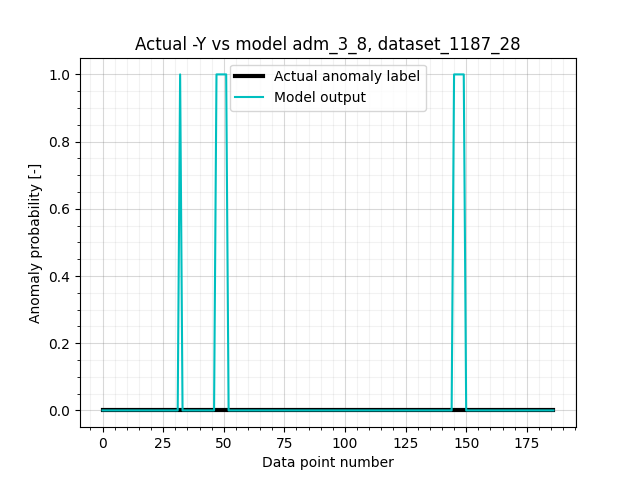 Actual -Y vs model adm_3_8, dataset_1187_28
Actual anomaly label
Model output
Anomaly probability [-]
1.0
0.8
0.6
0.4
0.2
0.0
0 25 50 75 100 125 150 175
Data point number